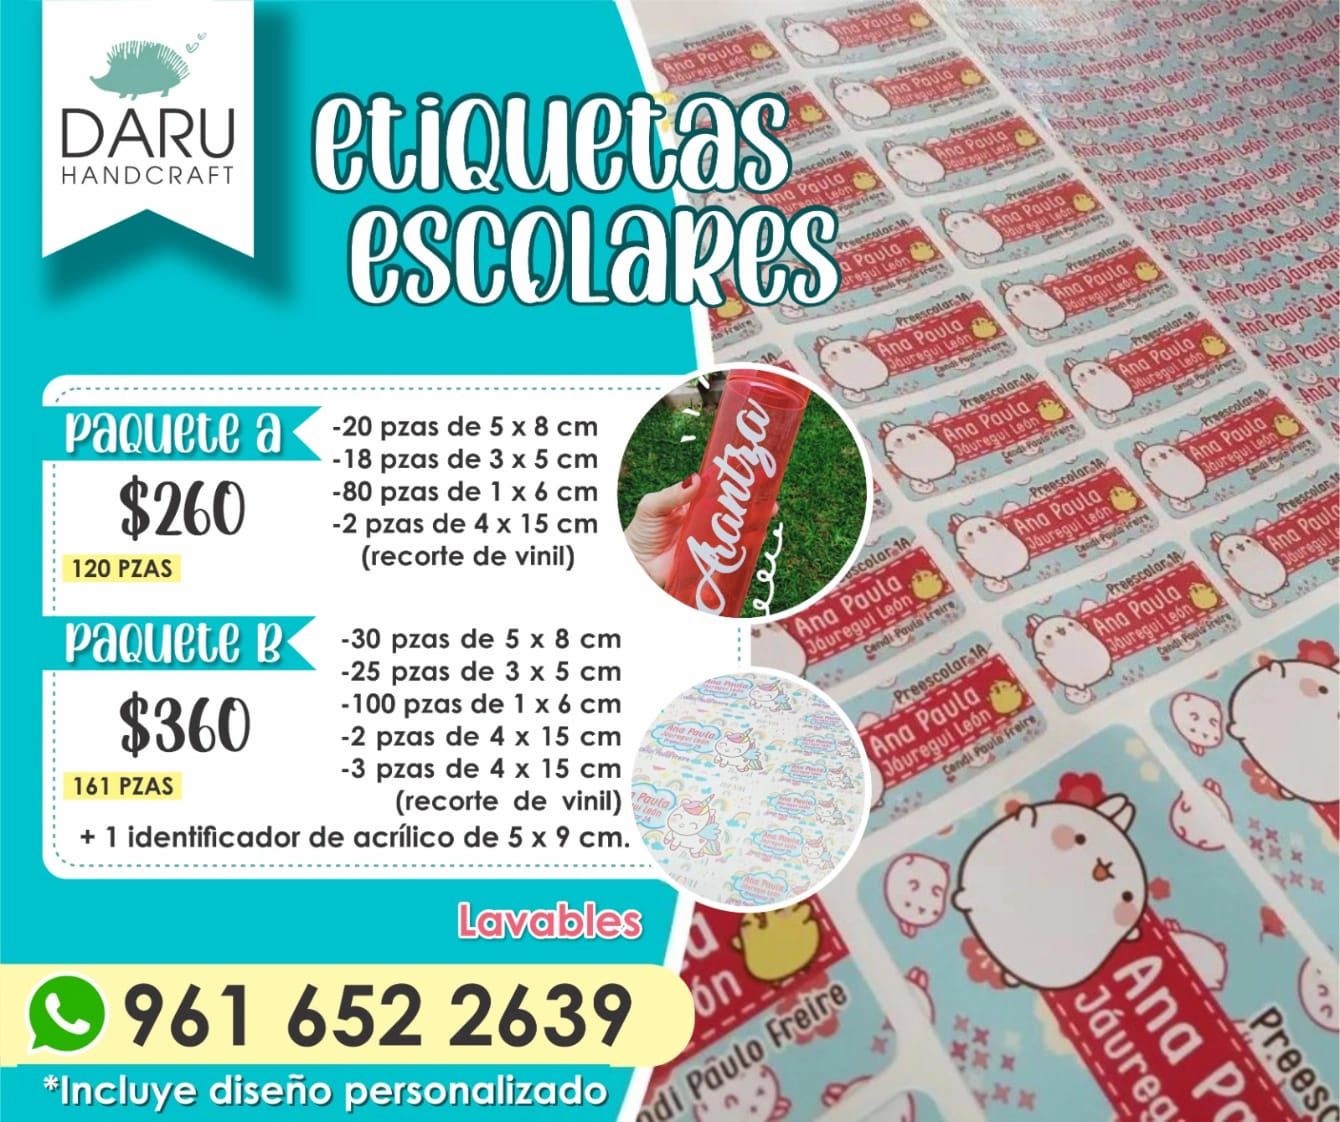 DARU
HANDCRAFT
etiquetas
escolares
paquete a
$260
120 PZAS
-20 pzas de 5 x 8 cm
-18 pzas de 3 x 5 cm
-80 pzas de 1 x 6 cm
-2 pzas de 4 x 15 cm
(recorte de vinil)
Arantza
paquete B
$360
161 PZAS
-30 pzas de 5 x 8 cm
-25 pzas de 3 x 5 cm
-100 pzas de 1 x 6 cm
-2 pzas de 4 x 15 cm
-3 pzas de 4 x 15 cm
(recorte de vinil)
+ 1 identificador de acrílico de 5 x 9 cm.
Lavables
961 652 2639
*Incluye diseño personalizado
Preescolar 1A
Ana Paula
Jáuregui León
Cendi Paulo Freire